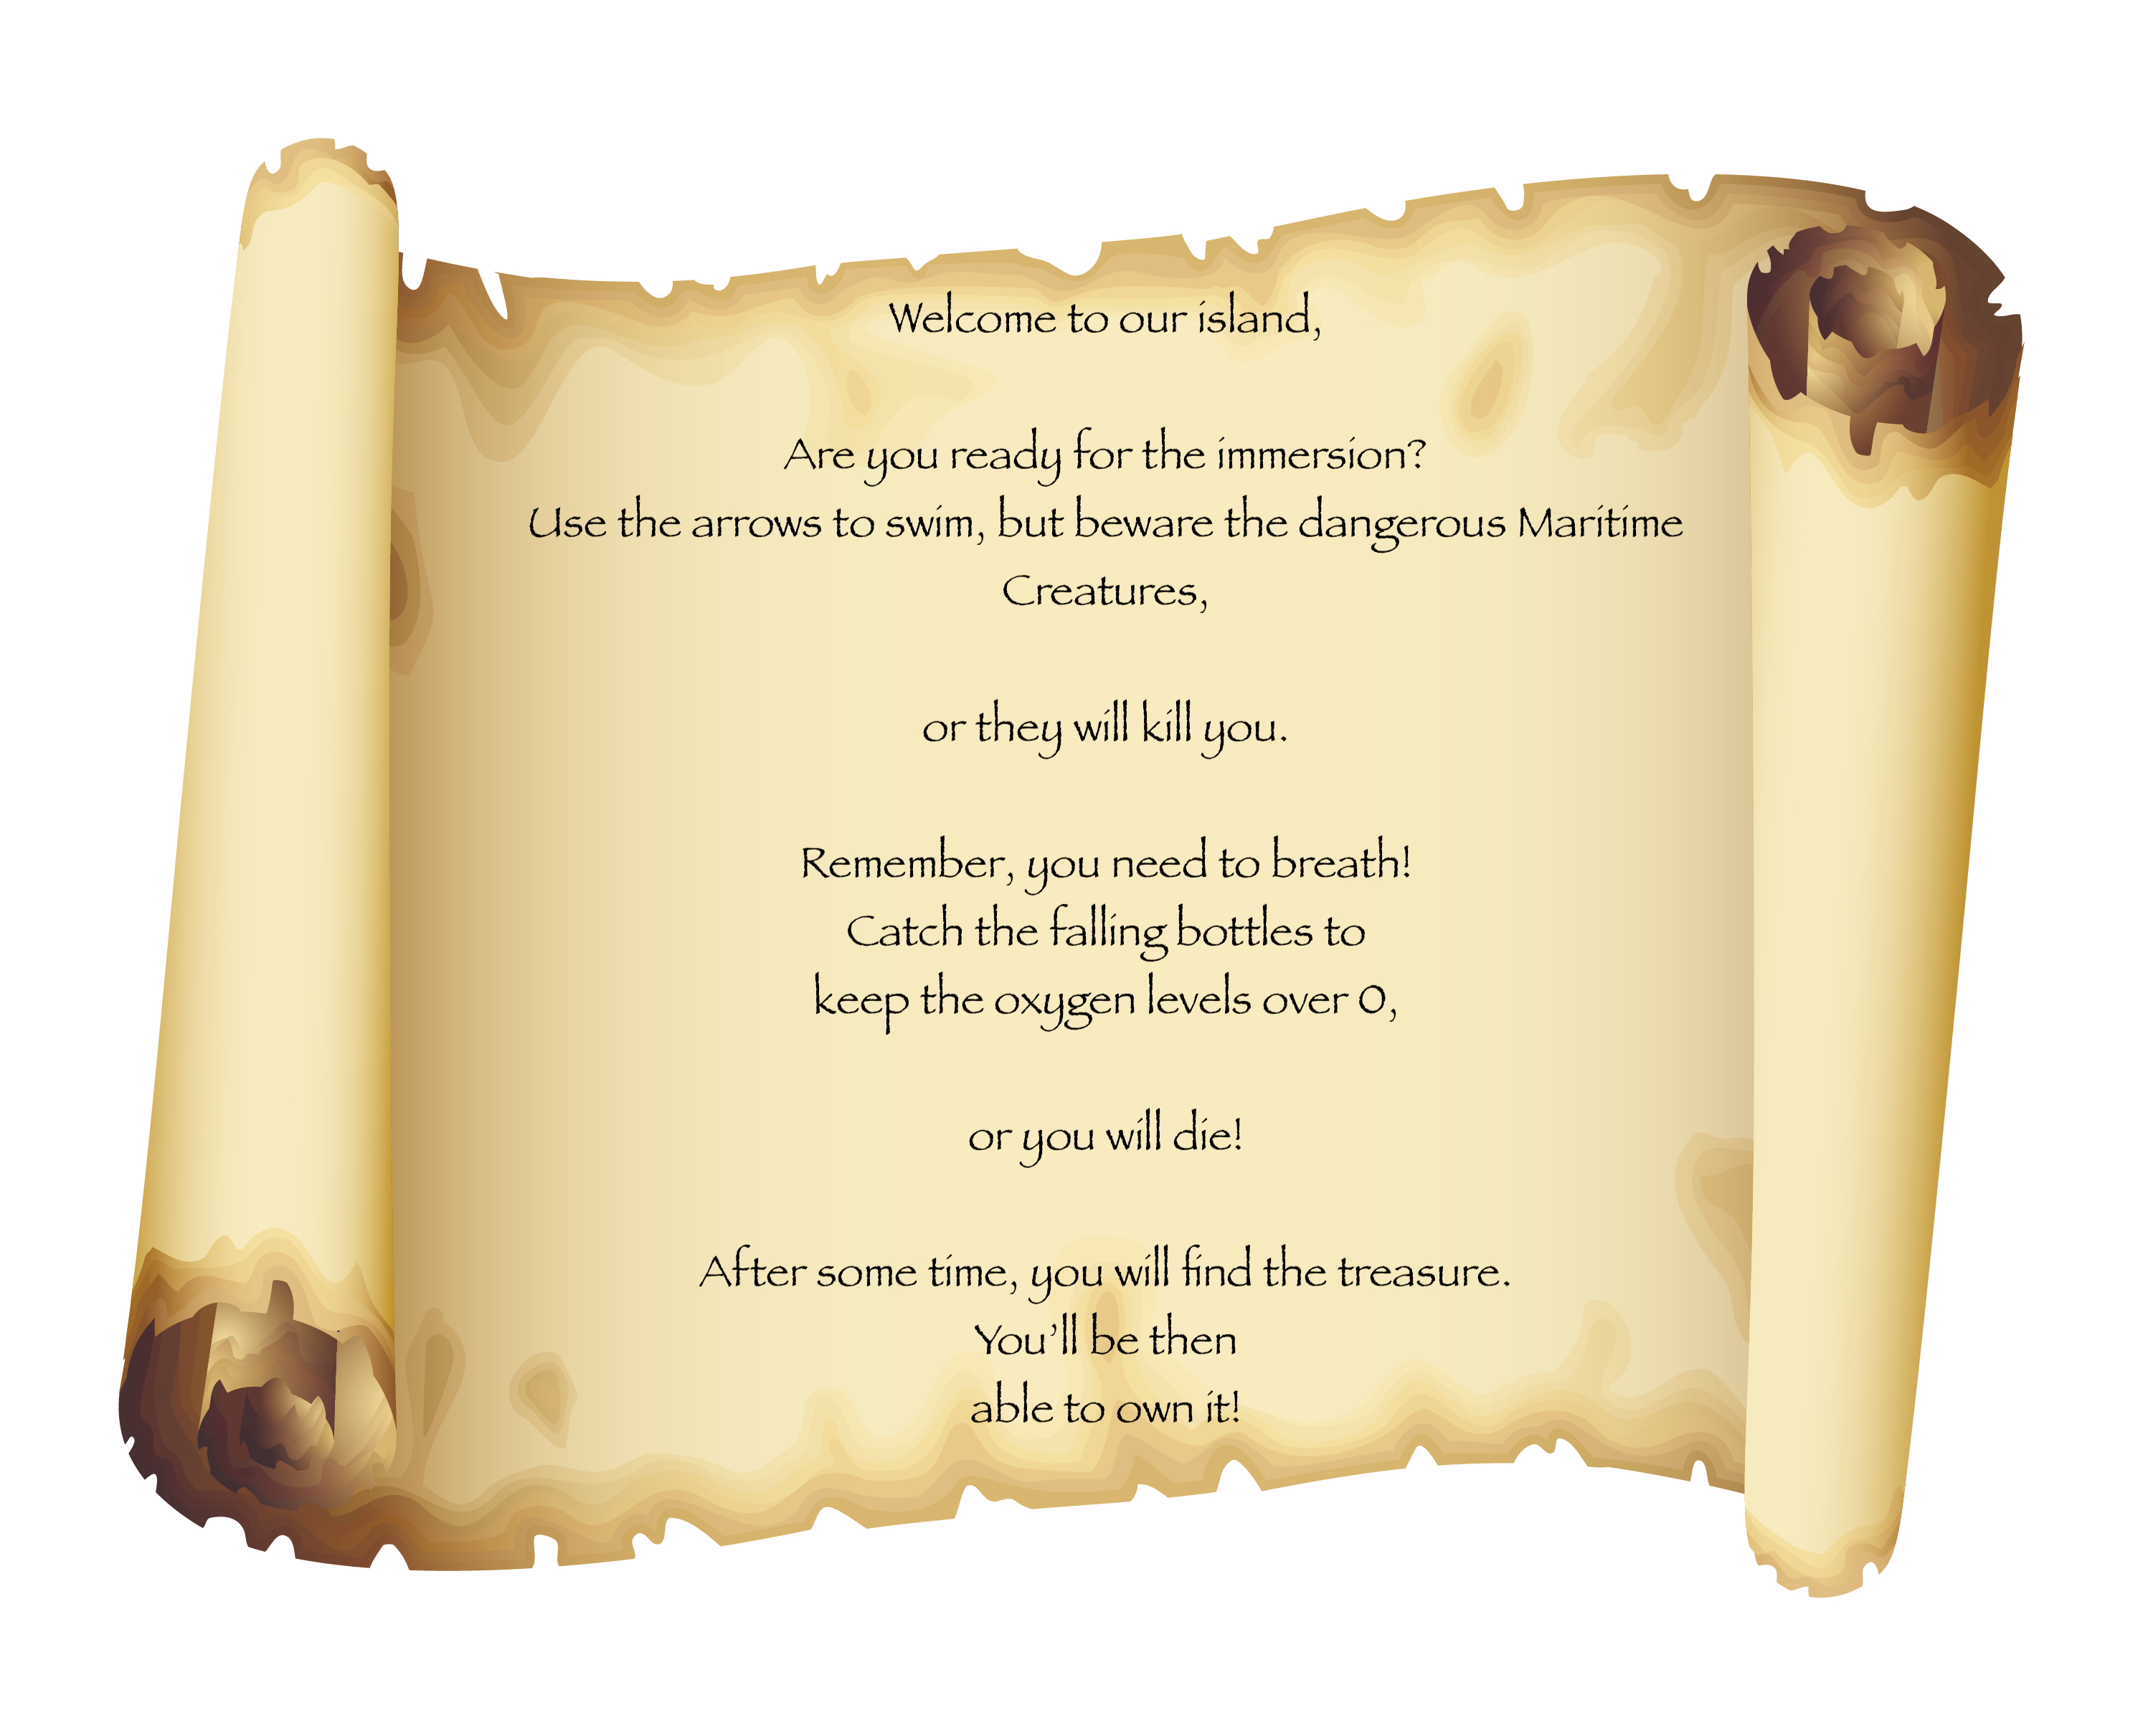 Welcome to our island,
Are you ready for the immersion?
Use the arrows to swim, but beware the dangerous Maritime
Creatures,
or they will kill you.
Remember, you need to breath!
Catch the falling bottles to
keep the oxygen levels over 0,
or you will die!
After some time, you will find the treasure.
You’ll be then
able to own it!